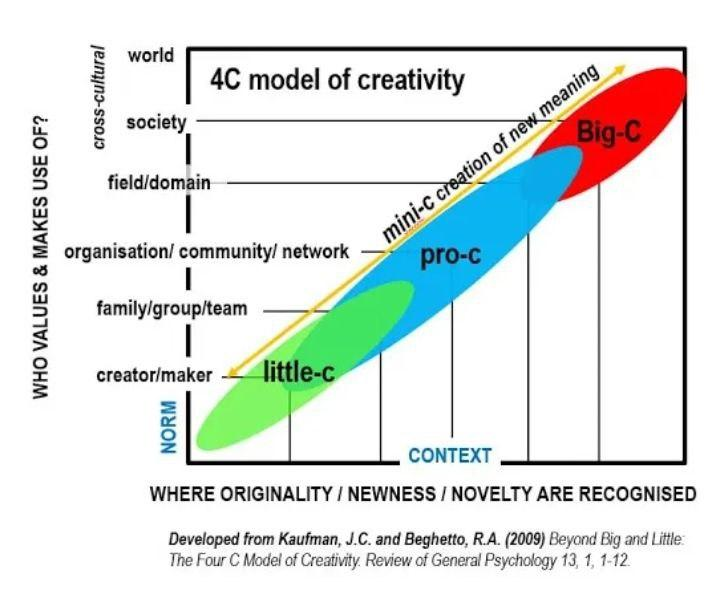 world
cross-cultural
4C model of creativity
society
Big-C
WHO VALUES & MAKES USE OF?
mini-c creation of new meaning
field/domain
organisation/ community/ network
pro-c
family/group/team
creator/maker
little-c
NORM
CONTEXT
WHERE ORIGINALITY / NEWNESS / NOVELTY ARE RECOGNISED
Developed from Kaufman, J.C. and Beghetto, R.A. (2009) Beyond Big and Little:
The Four C Model of Creativity. Review of General Psychology 13, 1, 1-12.